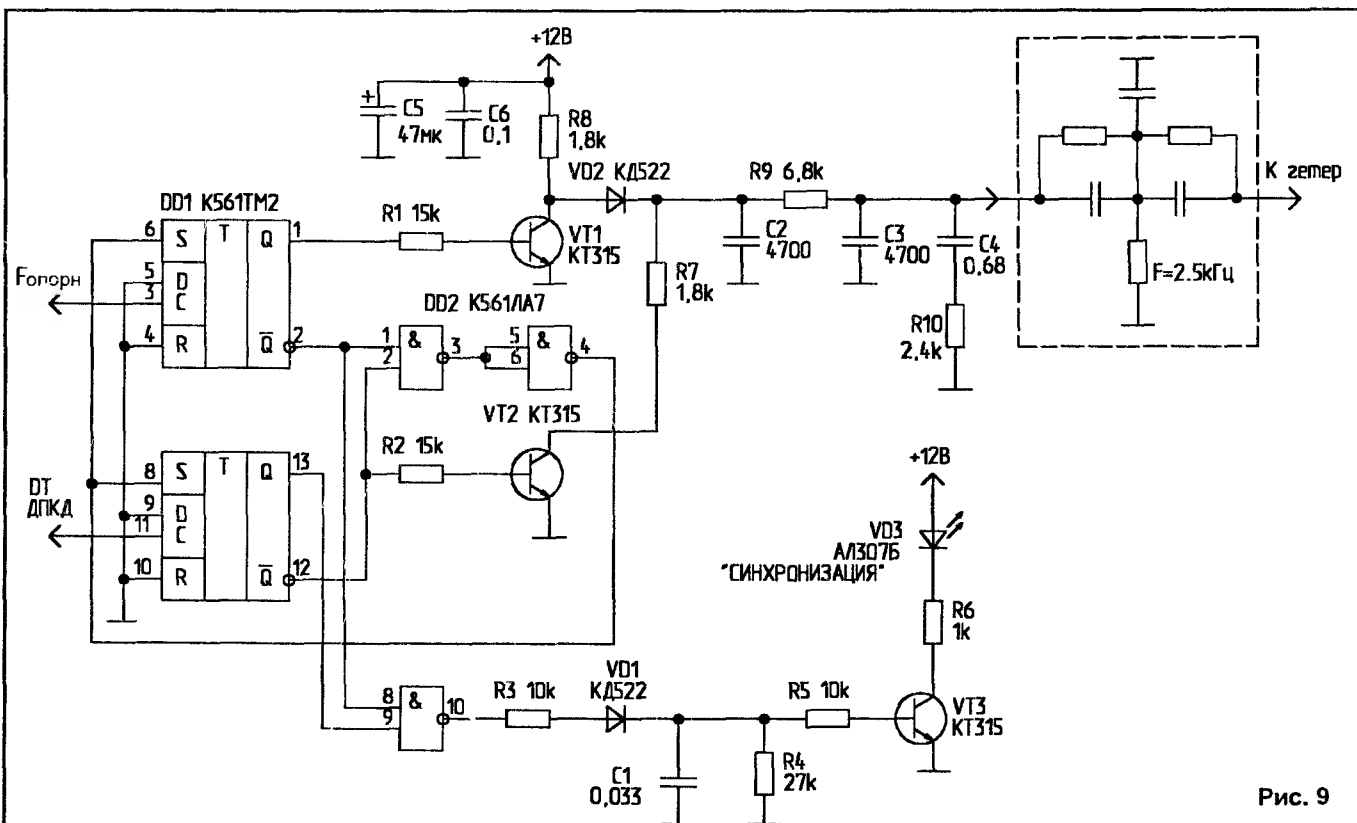 +12В
+
C5
47мк
C6
0,1
R8
1,8k
VD2 КД522
R9 6,8k
К гетер
DD1 К561ТМ2
6 S T Q 1
R1 15k
VT1
КТ315
C2
4700
C3
4700
C4
0,68
Fопорн
5 D
3 C
R7
1,8k
F=2.5кГц
DD2 К561ЛА7
4 R Q 2
1 & 3
2
5 & 4
6
R10
2,4k
VT2 КТ315
R2 15k
+12В
8 S T Q 13
DT
ДПКД
9 D
11 C
VD3
АЛ307Б
"СИНХРОНИЗАЦИЯ"
10 R Q 12
R6
1k
VD1
КД522
8 & 10
9
R3 10k
R5 10k
VT3
КТ315
C1
0,033
R4
27k
Рис. 9